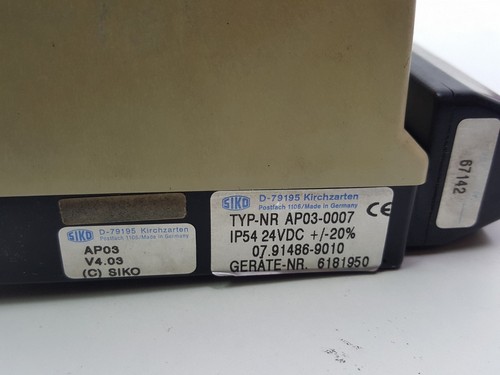 SIKO D-79195 Kirchzarten
Postfach 1106/Made in Germany
AP03
V4.03
(C) SIKO
SIKO D-79195 Kirchzarten
Postfach 1106/Made in Germany
TYP-NR AP03-0007 CE
IP54 24VDC +/-20%
07.91486-9010
GERÄTE-NR. 6181950
67142